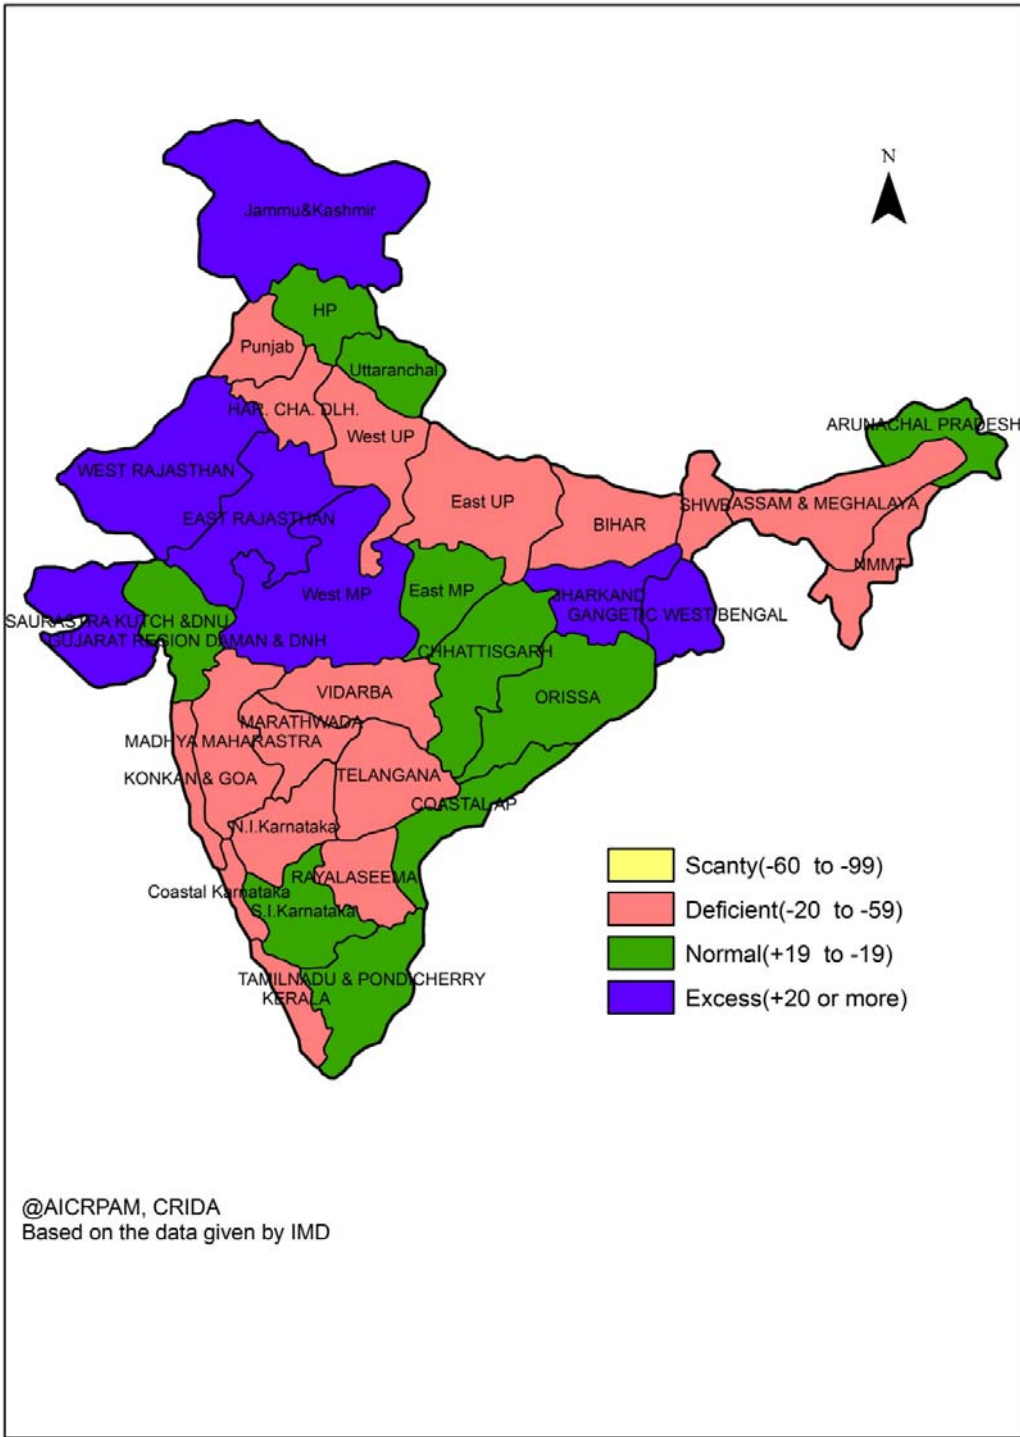 N
Jammu&Kashmir
HP
Punjab
Uttaranchal
HAR. CHA. DLH.
West UP
ARUNACHAL PRADESH
WEST RAJASTHAN
East UP
SHWB
ASSAM & MEGHALAYA
EAST RAJASTHAN
BIHAR
NMMT
West MP
East MP
JHARKAND
GANGETIC WEST BENGAL
SAURASTRA KUTCH &DNU
GUJARAT REGION DAMAN & DNH
CHHATTISGARH
VIDARBA
ORISSA
MARATHWADA
MADHYA MAHARASTRA
KONKAN & GOA
TELANGANA
COASTAL AP
N.I.Karnataka
RAYALASEEMA
Coastal Karnataka
S.I.Karnataka
TAMILNADU & PONDICHERRY
KERALA
Scanty(-60 to -99)
Deficient(-20 to -59)
Normal(+19 to -19)
Excess(+20 or more)
@AICRPAM, CRIDA
Based on the data given by IMD